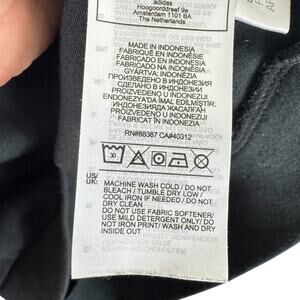 adidas
Hoogoorddreef 9a
Amsterdam 1101 BA
The Netherlands
MADE IN INDONESIA
FABRIQUÉ EN INDONÉSIE
FABRICADO EN INDONESIA
FABRICADO NA INDONÉSIA
GYÁRTVA: INDONÉZIA
ПРОИЗВЕДЕНО В ИНДОНЕЗИЯ
СДЕЛАНО В ИНДОНЕЗИИ
PROIZVEDENO U INDONEZIJI
ENDONEZYA'DA İMAL EDİLMİŞTİR.
ИНДОНЕЗИЯДА ЖАСАЛҒАН
PROIZVEDENO V INDONEZIJI
FABRICAT ÎN INDONEZIA
RN#88387 CA#40312
30
US/
UK:
MACHINE WASH COLD / DO NOT
BLEACH / TUMBLE DRY LOW /
COOL IRON IF NEEDED / DO NOT
DRY CLEAN
DO NOT USE FABRIC SOFTENER/
USE MILD DETERGENT ONLY/ DO
NOT IRON PRINT/ WASH AND DRY
INSIDE OUT